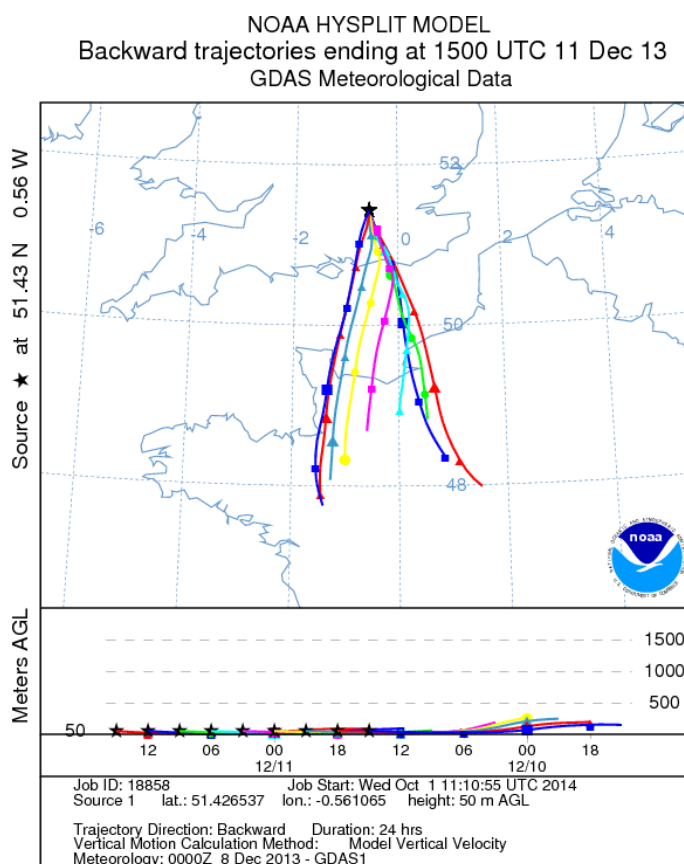 NOAA HYSPLIT MODEL
Backward trajectories ending at 1500 UTC 11 Dec 13
GDAS Meteorological Data
Source ★ at 51.43 N 0.56 W
52
-6
-4
-2
0
2
4
50
48
noaa
Meters AGL
1500
1000
500
50
12 06 00 18 12 06 00 18
12/11 12/10
Job ID: 18858 Job Start: Wed Oct 1 11:10:55 UTC 2014
Source 1 lat.: 51.426537 lon.: -0.561065 height: 50 m AGL
Trajectory Direction: Backward Duration: 24 hrs
Vertical Motion Calculation Method: Model Vertical Velocity
Meteorology: 0000Z 8 Dec 2013 - GDAS1